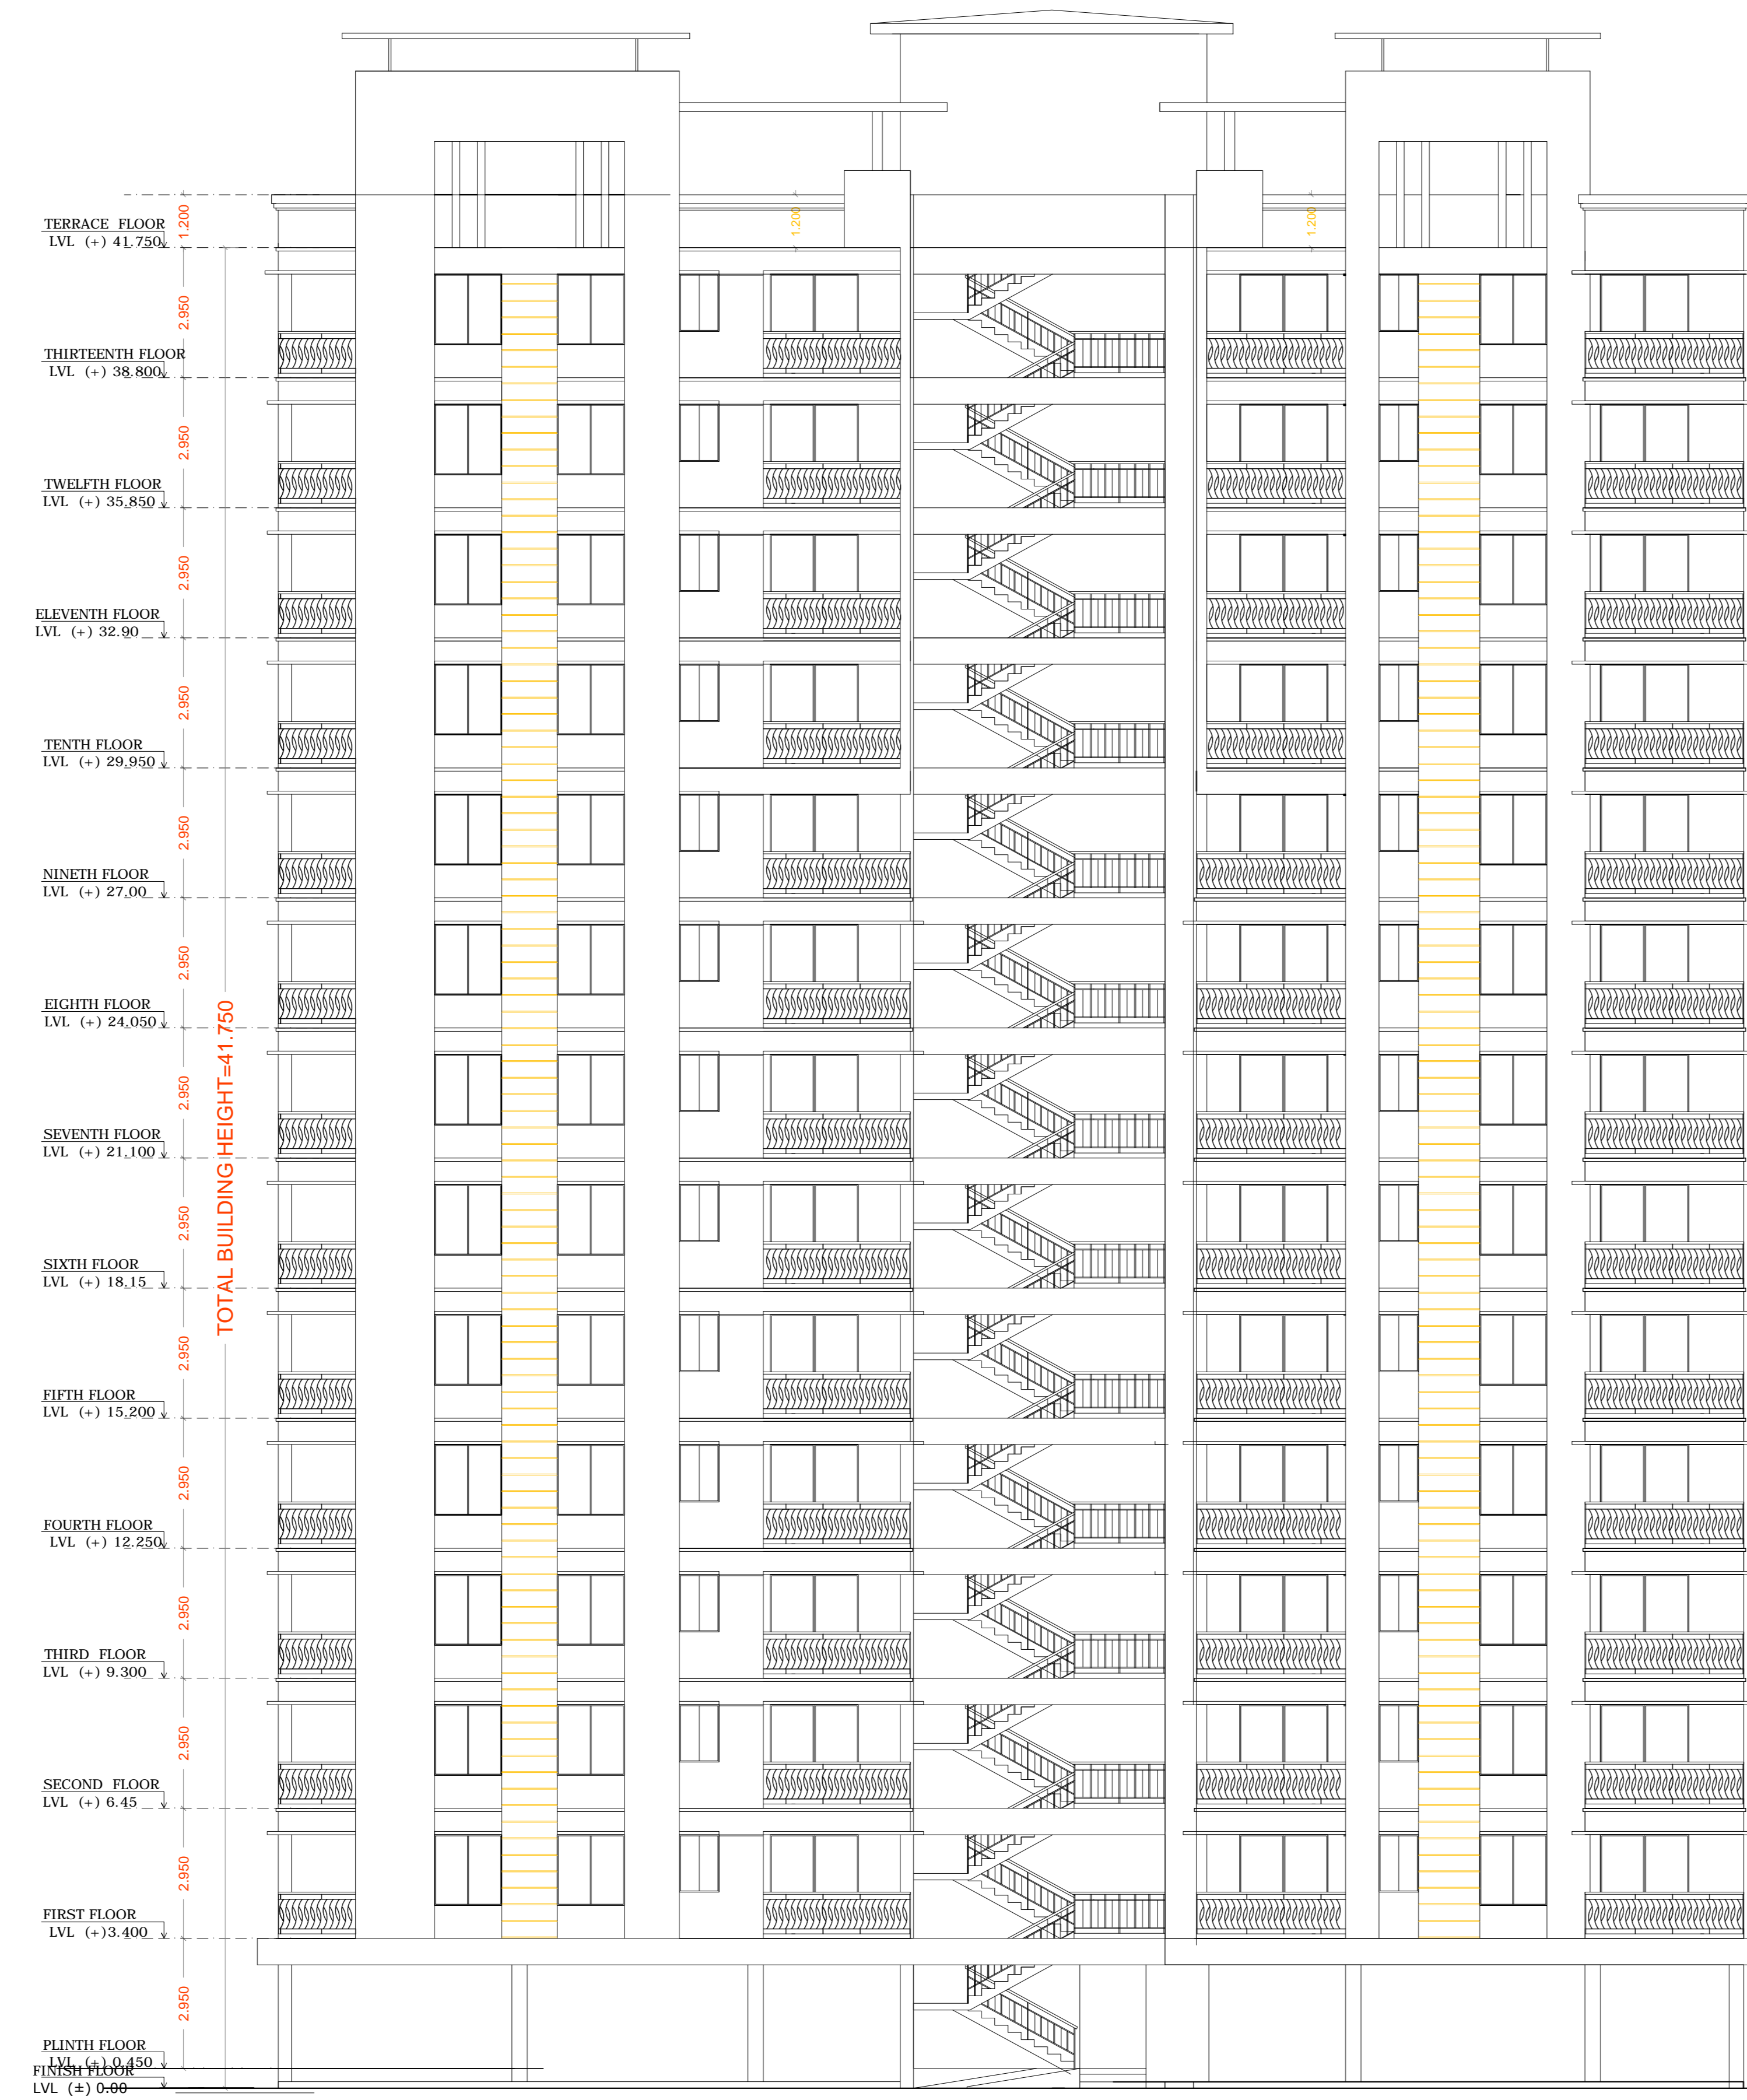 1.200
1.200
1.200
TERRACE FLOOR
LVL (+) 41.750
2.950
THIRTEENTH FLOOR
LVL (+) 38.800
2.950
TWELFTH FLOOR
LVL (+) 35.850
2.950
ELEVENTH FLOOR
LVL (+) 32.90
2.950
TENTH FLOOR
LVL (+) 29.950
2.950
NINETH FLOOR
LVL (+) 27.00
2.950
EIGHTH FLOOR
LVL (+) 24.050
TOTAL BUILDING HEIGHT=41.750
2.950
SEVENTH FLOOR
LVL (+) 21.100
2.950
SIXTH FLOOR
LVL (+) 18.15
2.950
FIFTH FLOOR
LVL (+) 15.200
2.950
FOURTH FLOOR
LVL (+) 12.250
2.950
THIRD FLOOR
LVL (+) 9.300
2.950
SECOND FLOOR
LVL (+) 6.45
2.950
FIRST FLOOR
LVL (+)3.400
2.950
PLINTH FLOOR
LVL (+) 0.450
FINISH FLOOR
LVL (±) 0.00